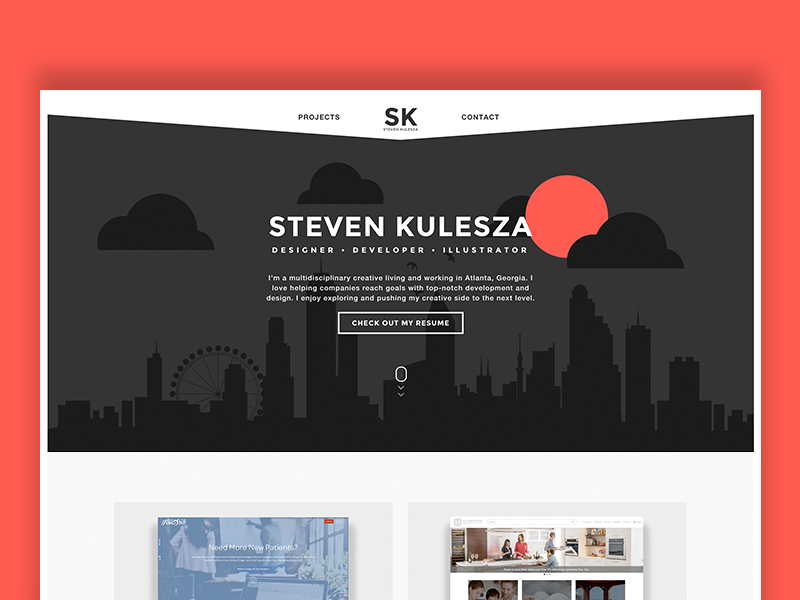 PROJECTS
SK
STEVEN KULESZA
CONTACT
STEVEN KULESZA
DESIGNER • DEVELOPER • ILLUSTRATOR
I'm a multidisciplinary creative living and working in Atlanta, Georgia. I
love helping companies reach goals with top-notch development and
design. I enjoy exploring and pushing my creative side to the next level.
CHECK OUT MY RESUME
Need More New Patients?